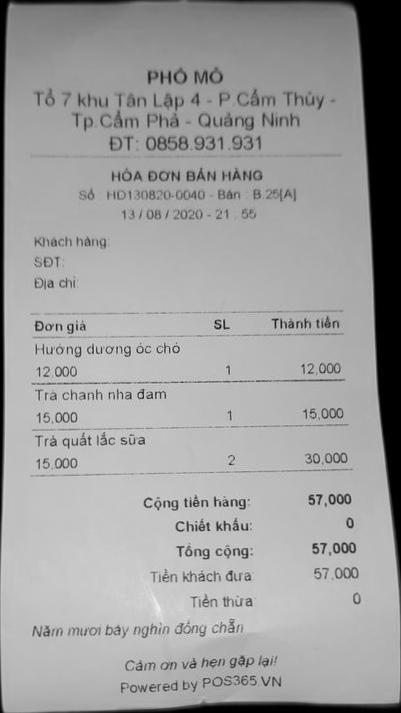 PHỐ MỎ
Tổ 7 khu Tân Lập 4 - P.Cẩm Thủy -
Tp.Cẩm Phả - Quảng Ninh
ĐT: 0858.931.931
HÓA ĐƠN BÁN HÀNG
Số : HD130820-0040 - Bàn : B.25[A]
13 / 08 / 2020 - 21 : 55
Khách hàng:
SĐT:
Địa chỉ:
Đơn giá SL Thành tiền
Hướng dương óc chó
12,000 1 12,000
Trà chanh nha đam
15,000 1 15,000
Trà quất lắc sữa
15,000 2 30,000
Cộng tiền hàng: 57,000
Chiết khấu: 0
Tổng cộng: 57,000
Tiền khách đưa: 57,000
Tiền thừa: 0
Năm mươi bảy nghìn đồng chẵn
Cảm ơn và hẹn gặp lại!
Powered by POS365.VN